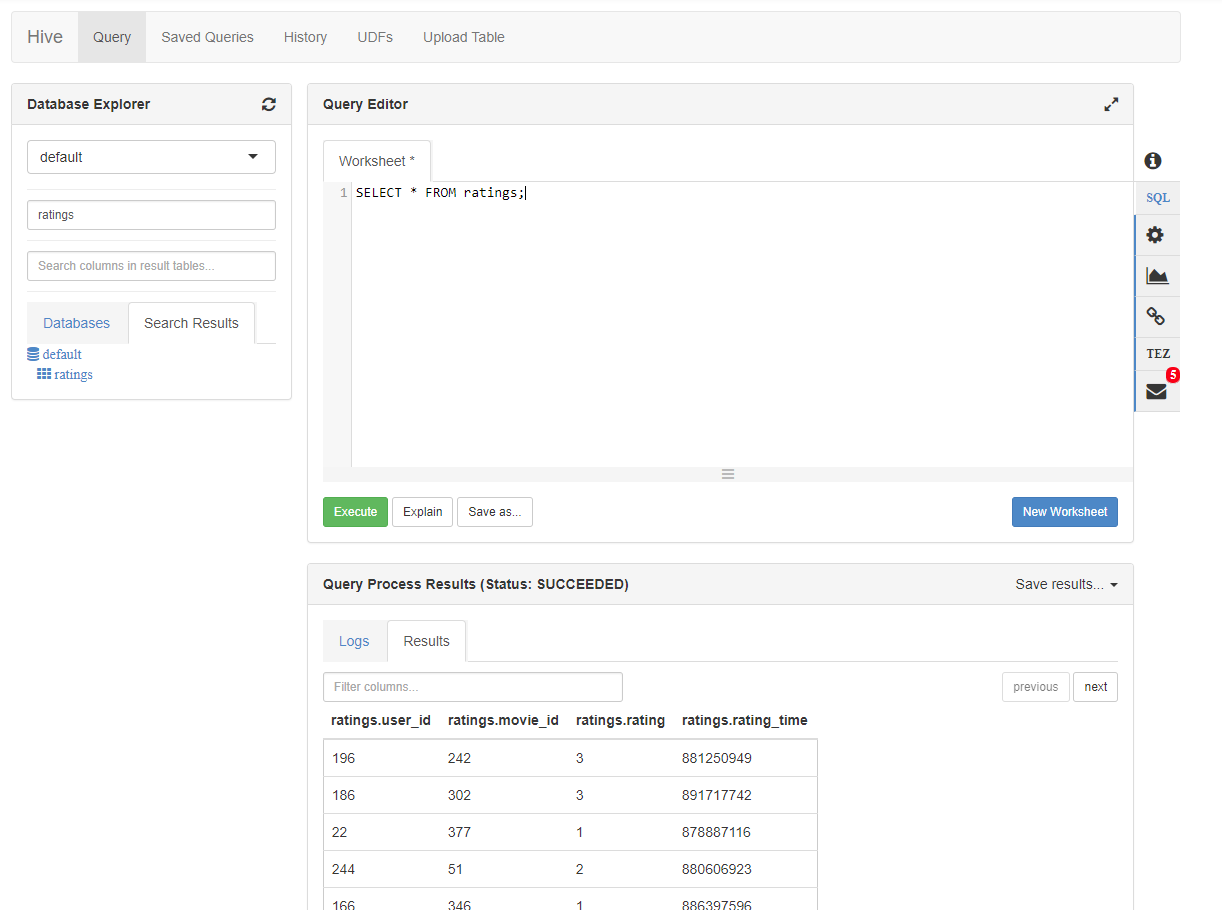 Hive Query Saved Queries History UDFs Upload Table
Database Explorer
default
ratings
Search columns in result tables...
Databases Search Results
default
ratings
Query Editor
Worksheet *
1 SELECT * FROM ratings;
Execute Explain Save as... New Worksheet
SQL
TEZ
5
Query Process Results (Status: SUCCEEDED) Save results...
Logs Results
Filter columns... previous next
ratings.user_id ratings.movie_id ratings.rating ratings.rating_time
196 242 3 881250949
186 302 3 891717742
22 377 1 878887116
244 51 2 880606923
166 346 1 886397596